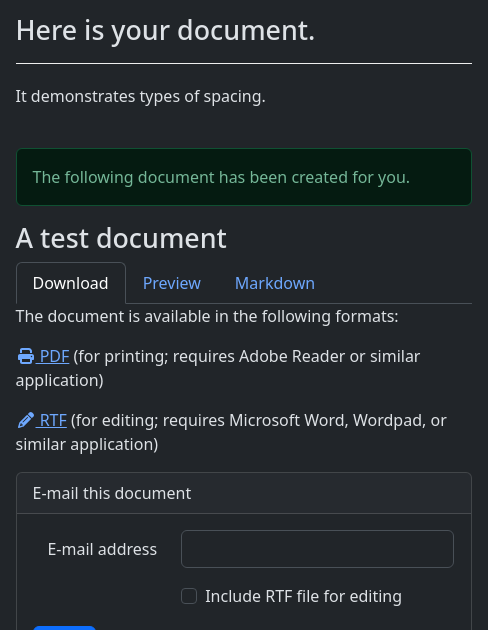 Here is your document.
It demonstrates types of spacing.
The following document has been created for you.
A test document
Download Preview Markdown
The document is available in the following formats:
PDF (for printing; requires Adobe Reader or similar
application)
RTF (for editing; requires Microsoft Word, Wordpad, or
similar application)
E-mail this document
E-mail address
Include RTF file for editing